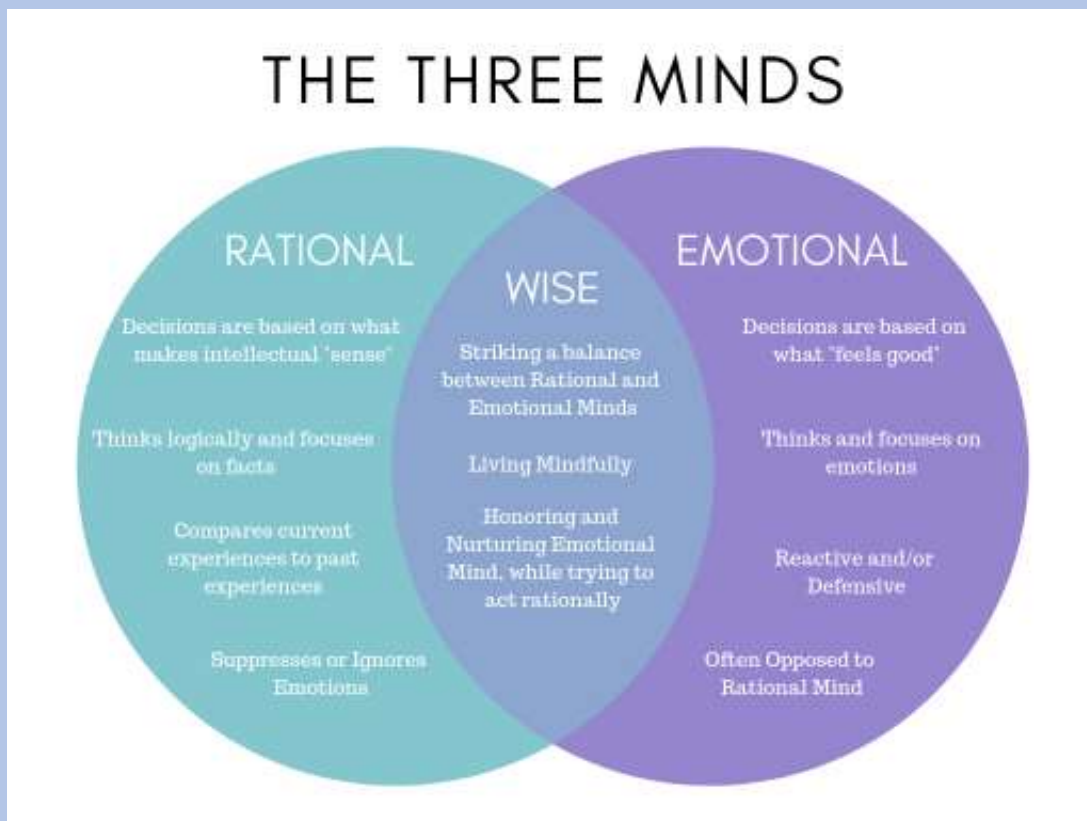 THE THREE MINDS
RATIONAL
Decisions are based on what
makes intellectual "sense"
Thinks logically and focuses
on facts
Compares current
experiences to past
experiences
Suppresses or Ignores
Emotions
WISE
Striking a balance
between Rational and
Emotional Minds
Living Mindfully
Honoring and
Nurturing Emotional
Mind, while trying to
act rationally
EMOTIONAL
Decisions are based on
what "feels good"
Thinks and focuses on
emotions
Reactive and/or
Defensive
Often Opposed to
Rational Mind